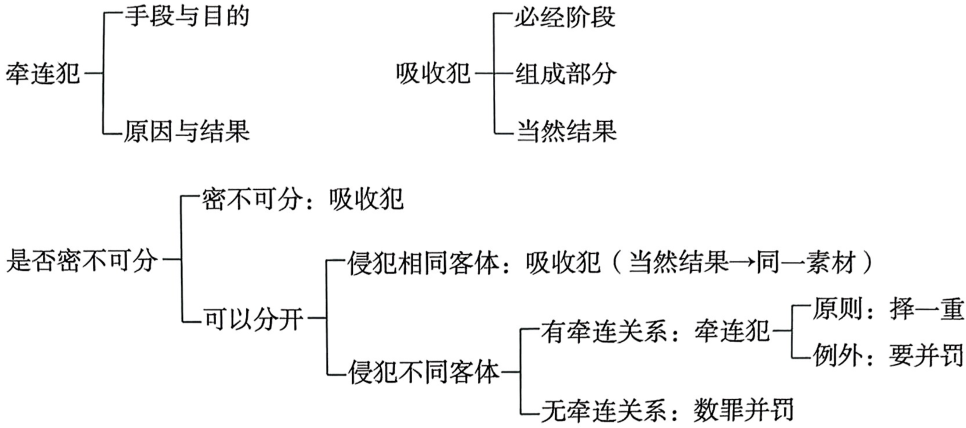 手段与目的
牵连犯
原因与结果
必经阶段
吸收犯
组成部分
当然结果
密不可分：吸收犯
是否密不可分
侵犯相同客体：吸收犯（当然结果→同一素材）
可以分开
原则：择一重
有牵连关系：牵连犯
例外：要并罚
侵犯不同客体
无牵连关系：数罪并罚